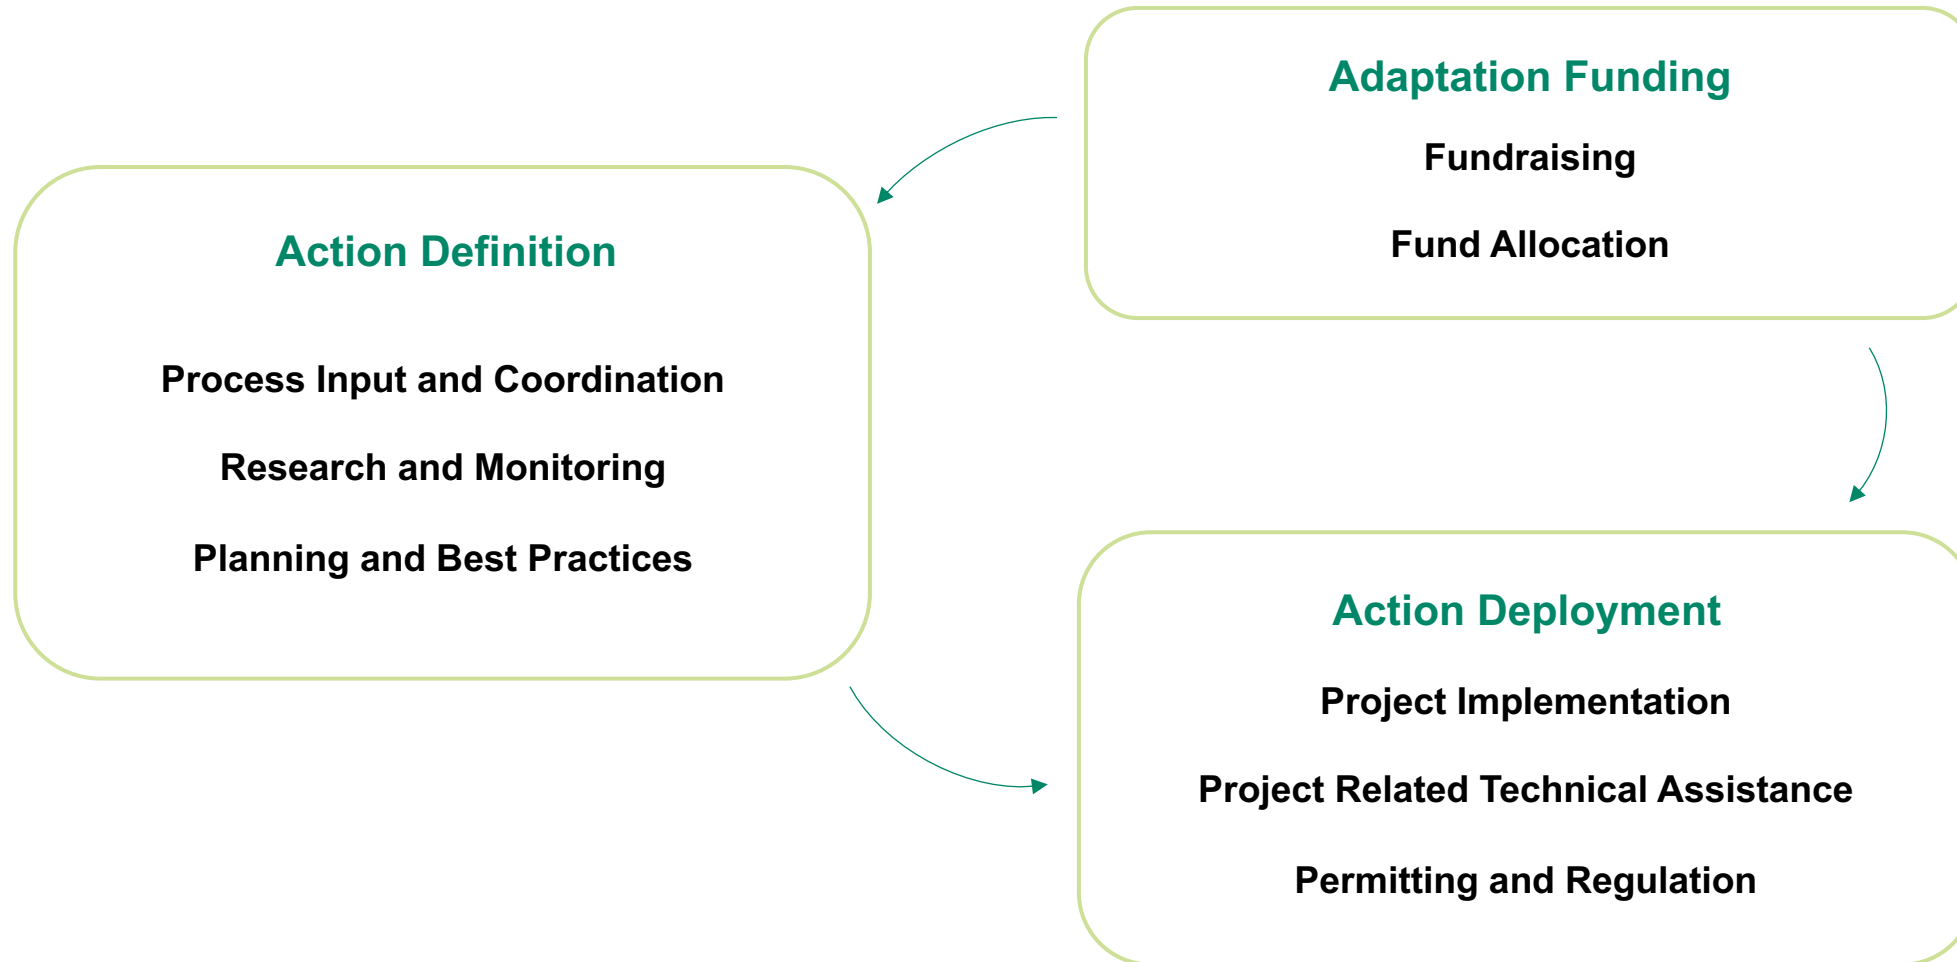 Adaptation Funding
Fundraising
Fund Allocation
Action Definition
Process Input and Coordination
Research and Monitoring
Planning and Best Practices
Action Deployment
Project Implementation
Project Related Technical Assistance
Permitting and Regulation